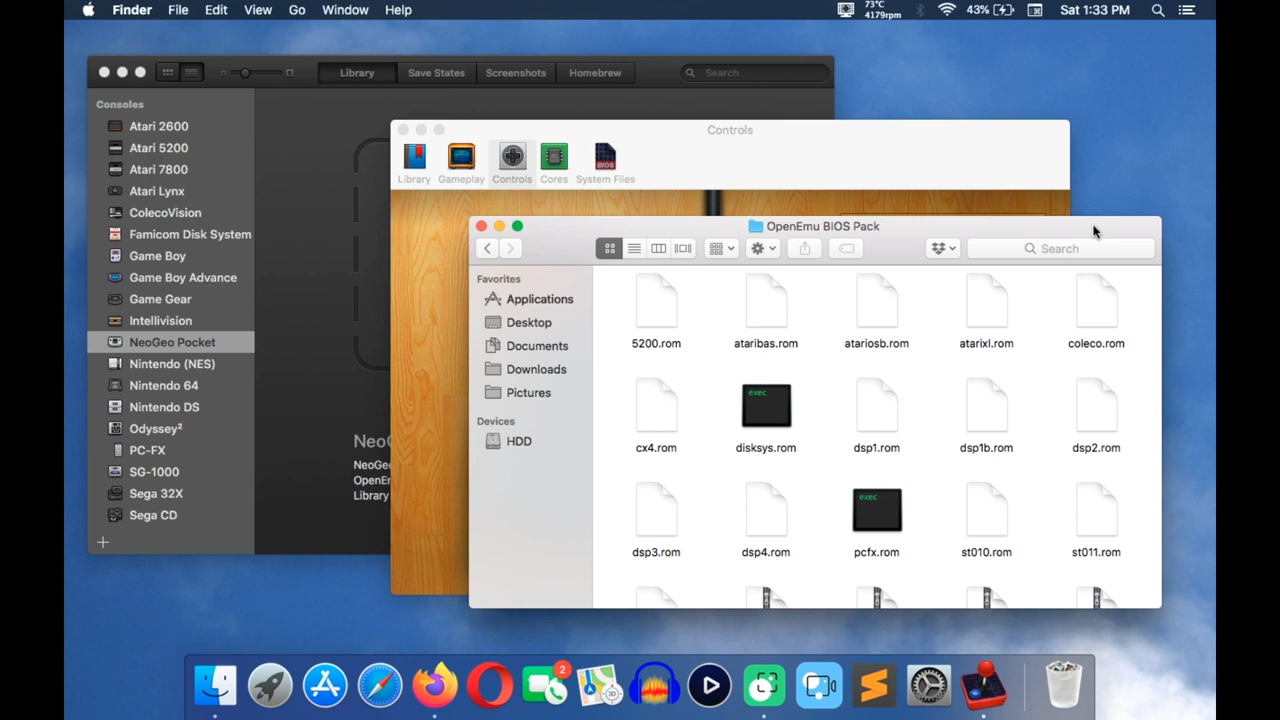 Finder File Edit View Go Window Help 73°C 4179rpm 43% Sat 1:33 PM
Library Save States Screenshots Homebrew Search
Consoles
Atari 2600
Atari 5200
Atari 7800
Atari Lynx
ColecoVision
Famicom Disk System
Game Boy
Game Boy Advance
Game Gear
Intellivision
NeoGeo Pocket
Nintendo (NES)
Nintendo 64
Nintendo DS
Odyssey²
PC-FX
SG-1000
Sega 32X
Sega CD
NeoG
NeoGe
OpenE
Library
Controls
Library Gameplay Controls Cores System Files
BIOS
OpenEmu BIOS Pack
Search
Favorites
Applications
Desktop
Documents
Downloads
Pictures
Devices
HDD
5200.rom ataribas.rom atariosb.rom atarixl.rom coleco.rom
exec
cx4.rom disksys.rom dsp1.rom dsp1b.rom dsp2.rom
exec
dsp3.rom dsp4.rom pcfx.rom st010.rom st011.rom
2
3D